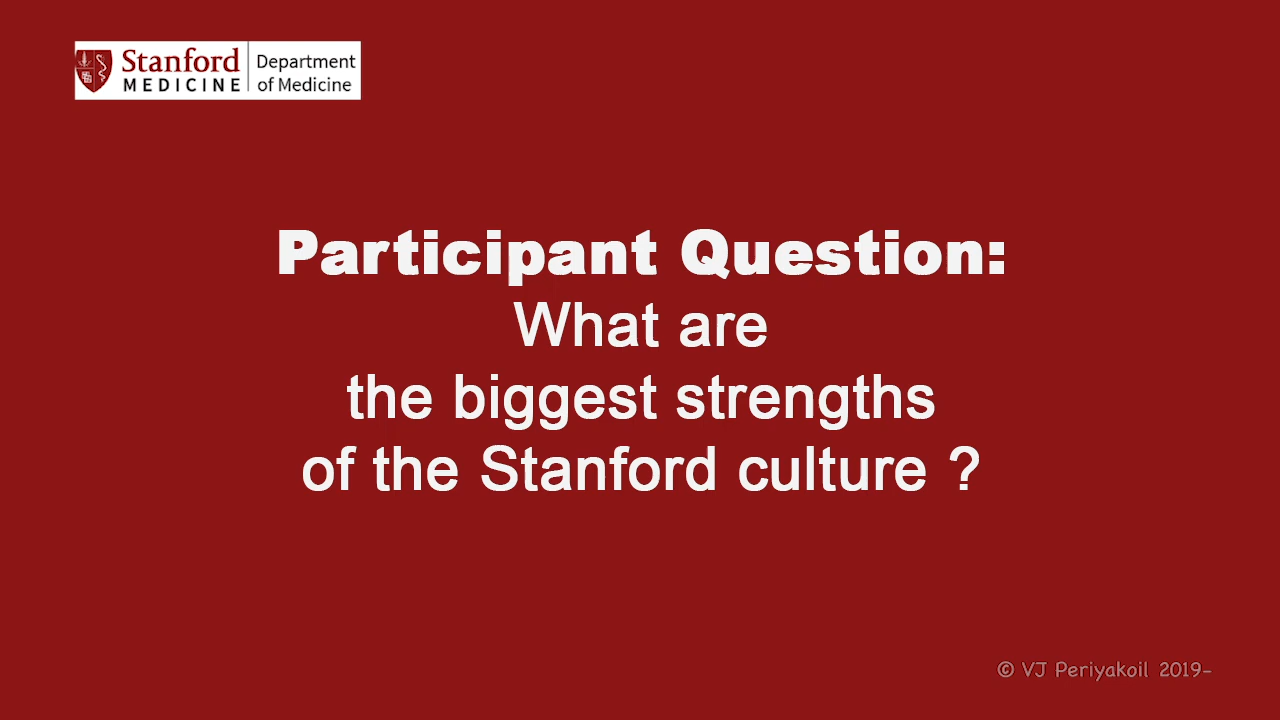 Stanford
MEDICINE
Department
of Medicine
Participant Question:
What are
the biggest strengths
of the Stanford culture ?
© VJ Periyakoil 2019-